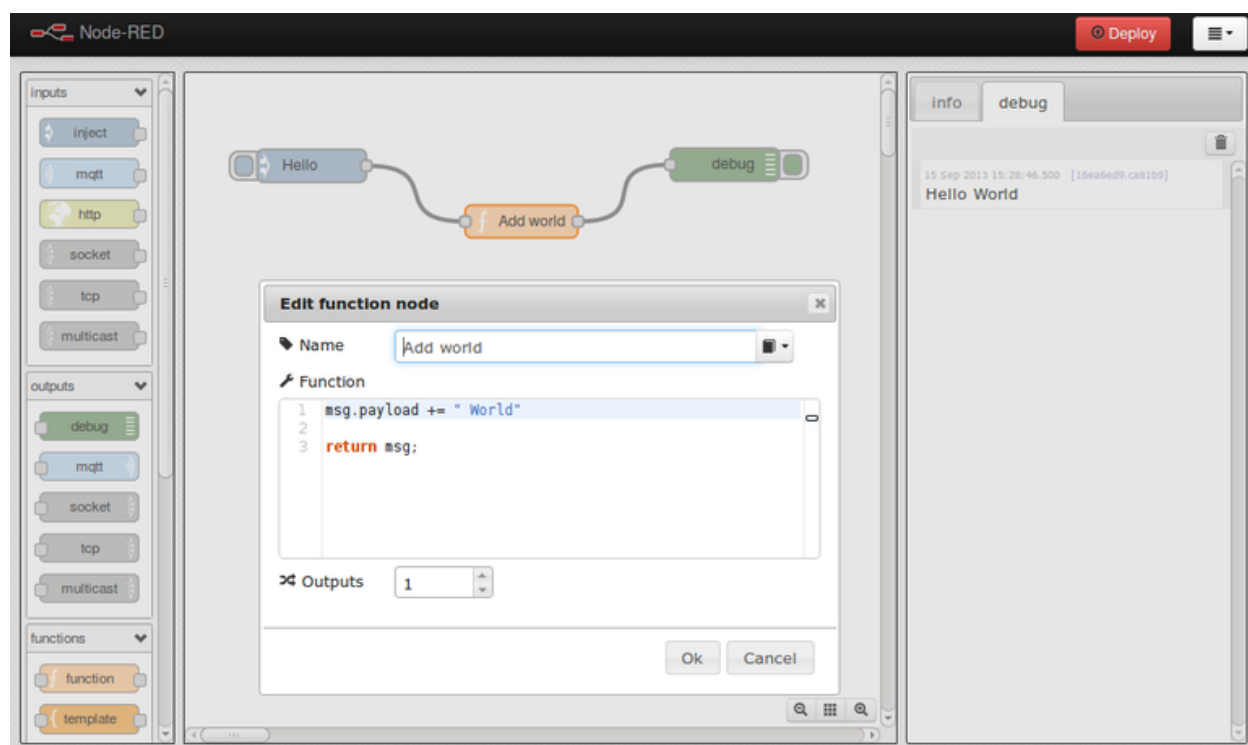 Node-RED
Deploy
inputs
inject
mqtt
http
socket
tcp
multicast
outputs
debug
mqtt
socket
tcp
multicast
functions
function
template
Hello
Add world
debug
Edit function node
Name
Add world
Function
1 msg.payload += " World"
2
3 return msg;
Outputs
1
Ok
Cancel
info
debug
15 Sep 2013 15:28:46.500 [16ea6ed9.ca81b9]
Hello World